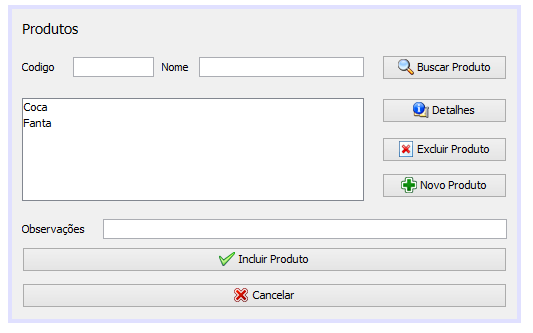 Produtos
Codigo Nome Buscar Produto
Coca
Fanta
Detalhes
Excluir Produto
Novo Produto
Observações
Incluir Produto
Cancelar